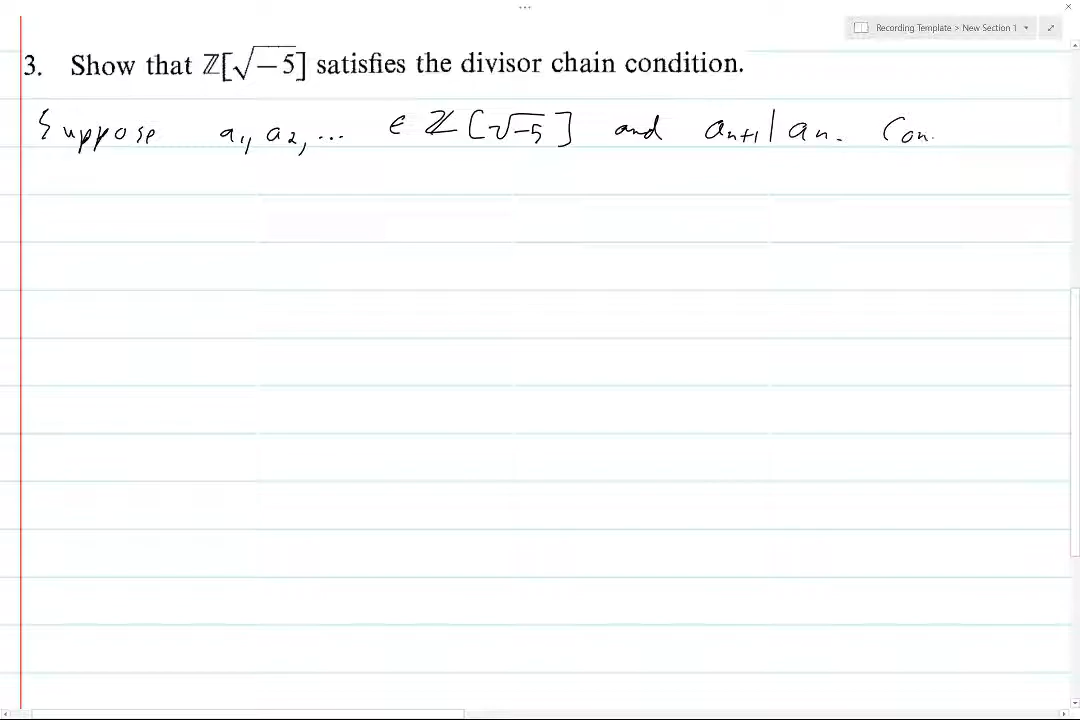 ...
Recording Template > New Section 1
3. Show that ℤ[√−5] satisfies the divisor chain condition.
Suppose a₁, a₂, ... ∈ ℤ[√−5] and aₙ₊₁ | aₙ. Con